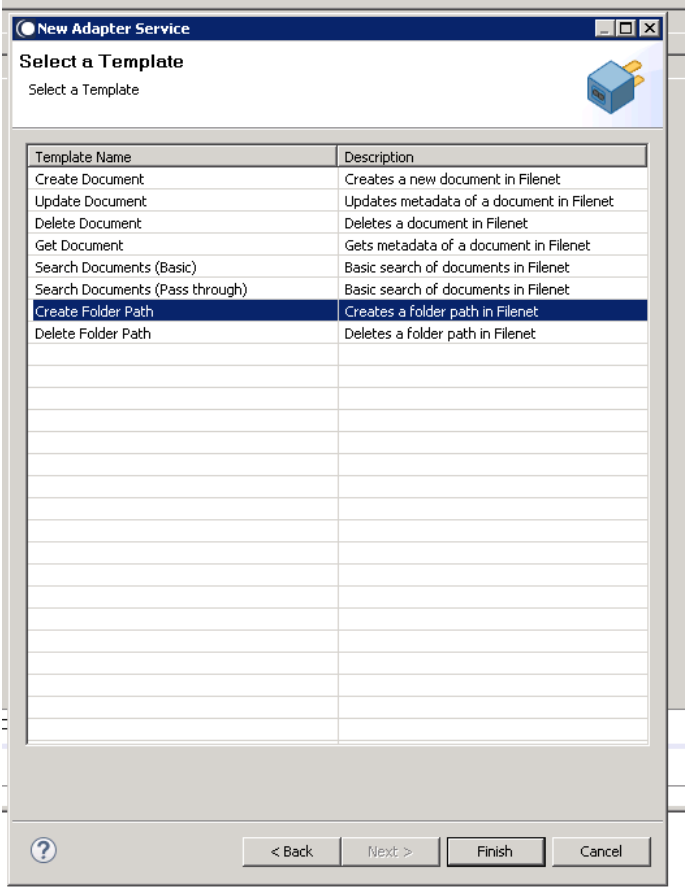 New Adapter Service
Select a Template
Select a Template
Template Name Description
Create Document Creates a new document in Filenet
Update Document Updates metadata of a document in Filenet
Delete Document Deletes a document in Filenet
Get Document Gets metadata of a document in Filenet
Search Documents (Basic) Basic search of documents in Filenet
Search Documents (Pass through) Basic search of documents in Filenet
Create Folder Path Creates a folder path in Filenet
Delete Folder Path Deletes a folder path in Filenet
? < Back Next > Finish Cancel